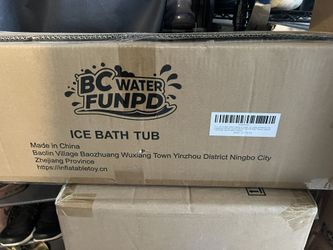 BC WATER
FUNPD
ICE BATH TUB
Made in China
Baolin Village Baozhuang Wuxiang Town Yinzhou District Ningbo City
Zhejiang Province
https://inflatabletoy.cn